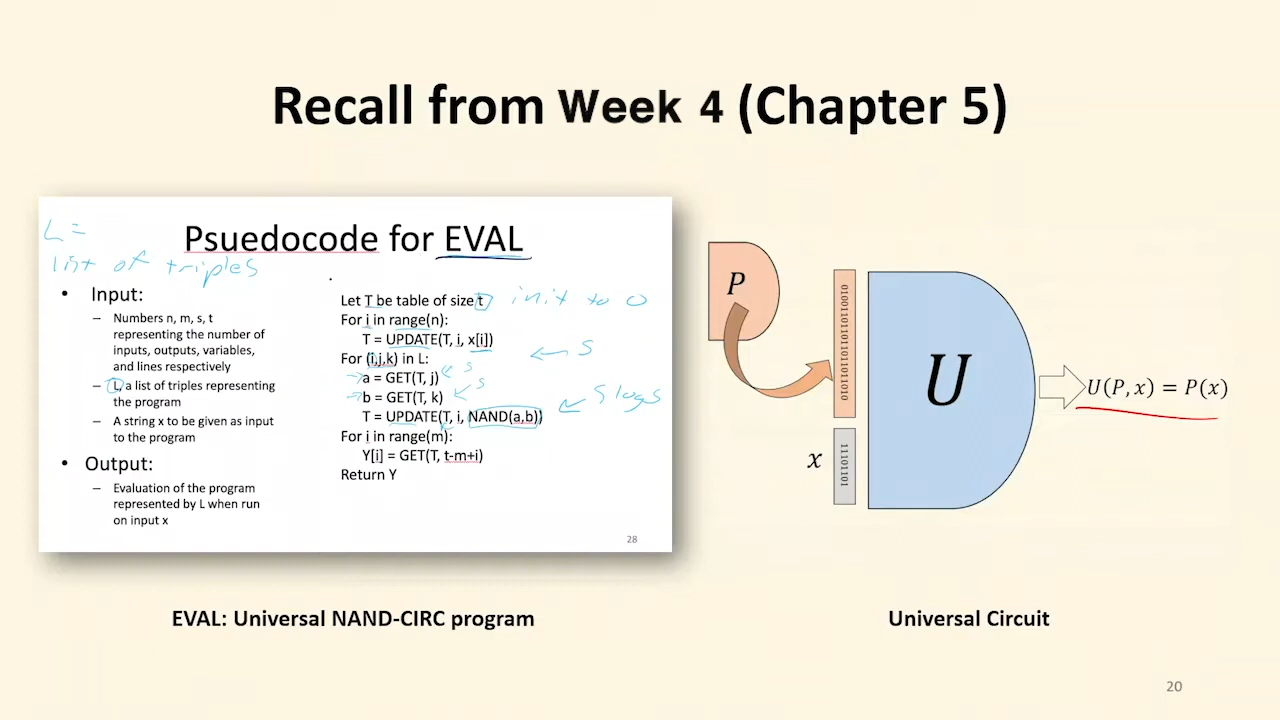 Recall from Week 4 (Chapter 5)
L =
list of triples
Psuedocode for EVAL
• Input:
– Numbers n, m, s, t
representing the number of
inputs, outputs, variables,
and lines respectively
– L, a list of triples representing
the program
– A string x to be given as input
to the program
• Output:
– Evaluation of the program
represented by L when run
on input x
Let T be table of size t init to 0
For i in range(n):
T = UPDATE(T, i, x[i])
For (i,j,k) in L: ← s
a = GET(T, j) ← s
b = GET(T, k) ← s
T = UPDATE(T, i, NAND(a,b)) ← s logs
For i in range(m):
Y[i] = GET(T, t-m+i)
Return Y
28
EVAL: Universal NAND-CIRC program
P
x
11101101
U
U(P, x) = P(x)
Universal Circuit
20